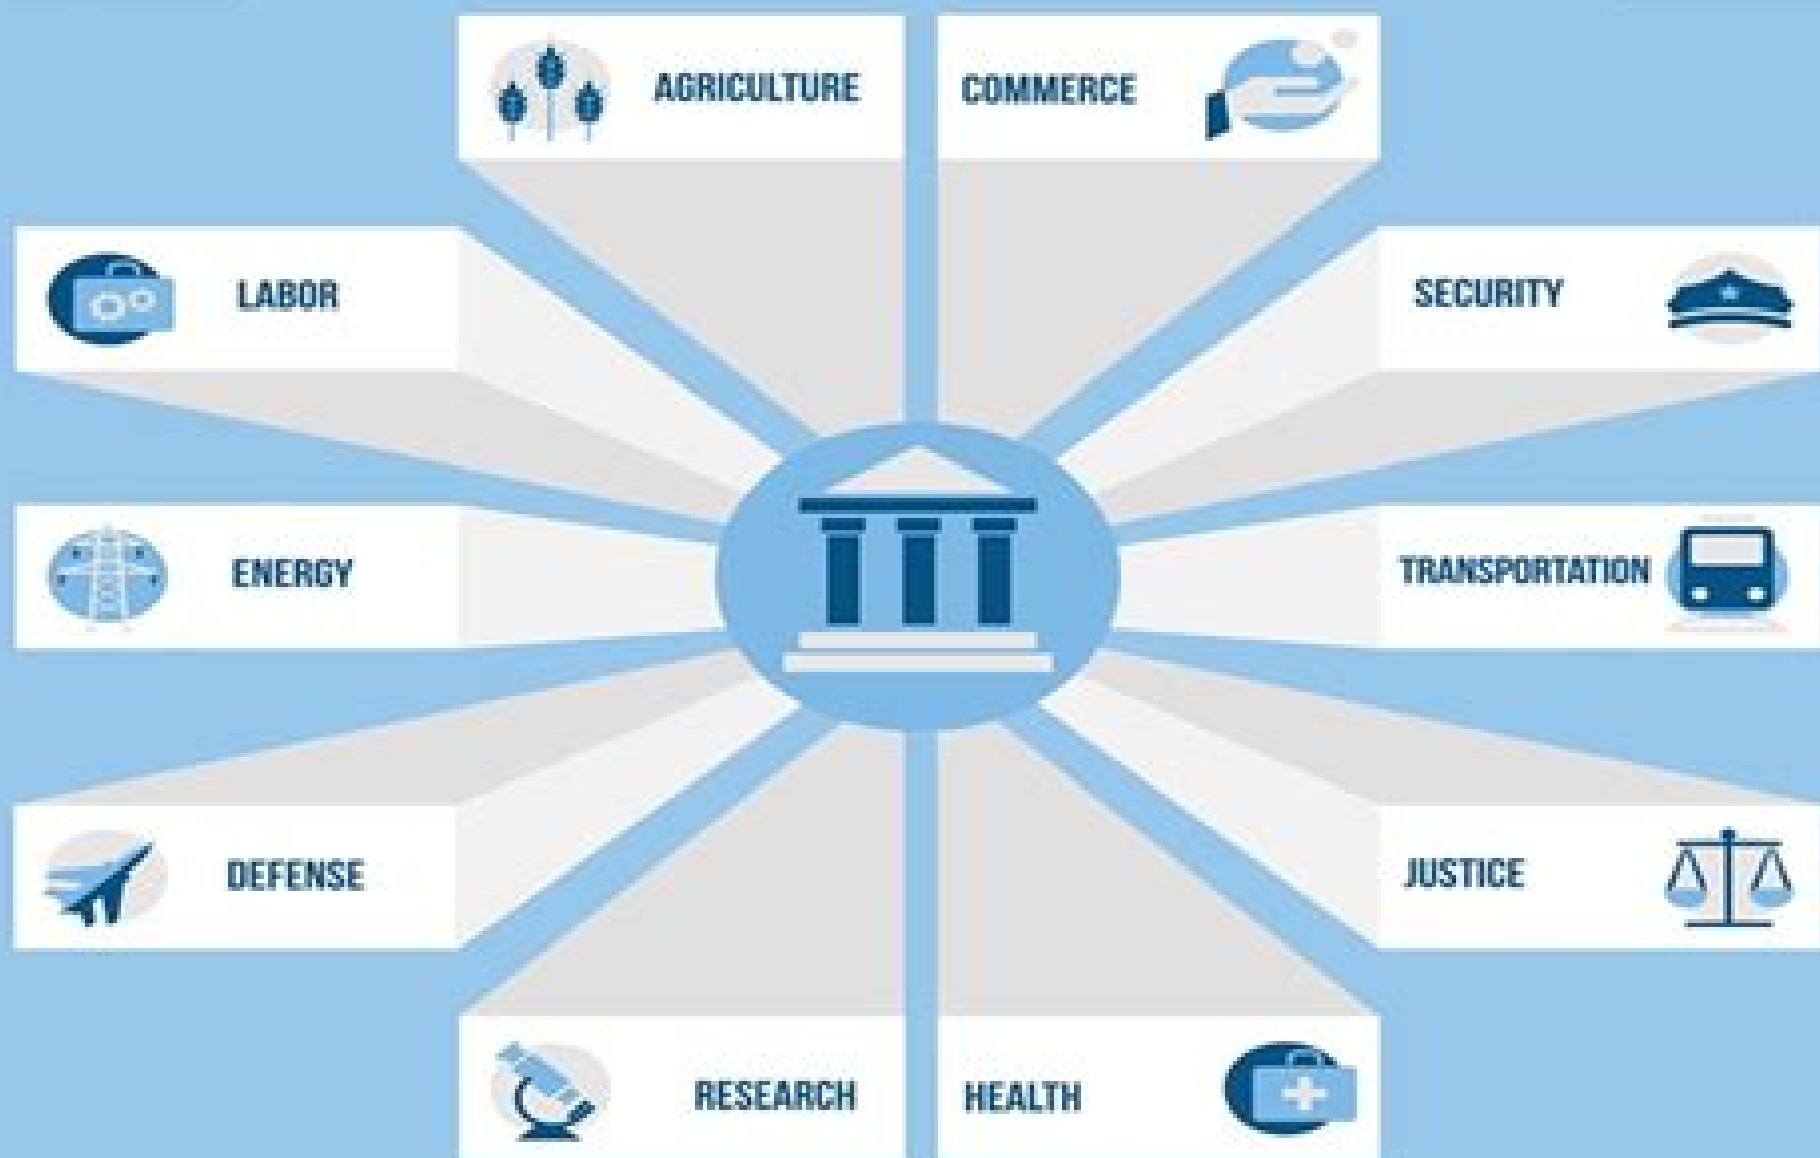 AGRICULTURE
COMMERCE
LABOR
SECURITY
ENERGY
TRANSPORTATION
DEFENSE
JUSTICE
RESEARCH
HEALTH